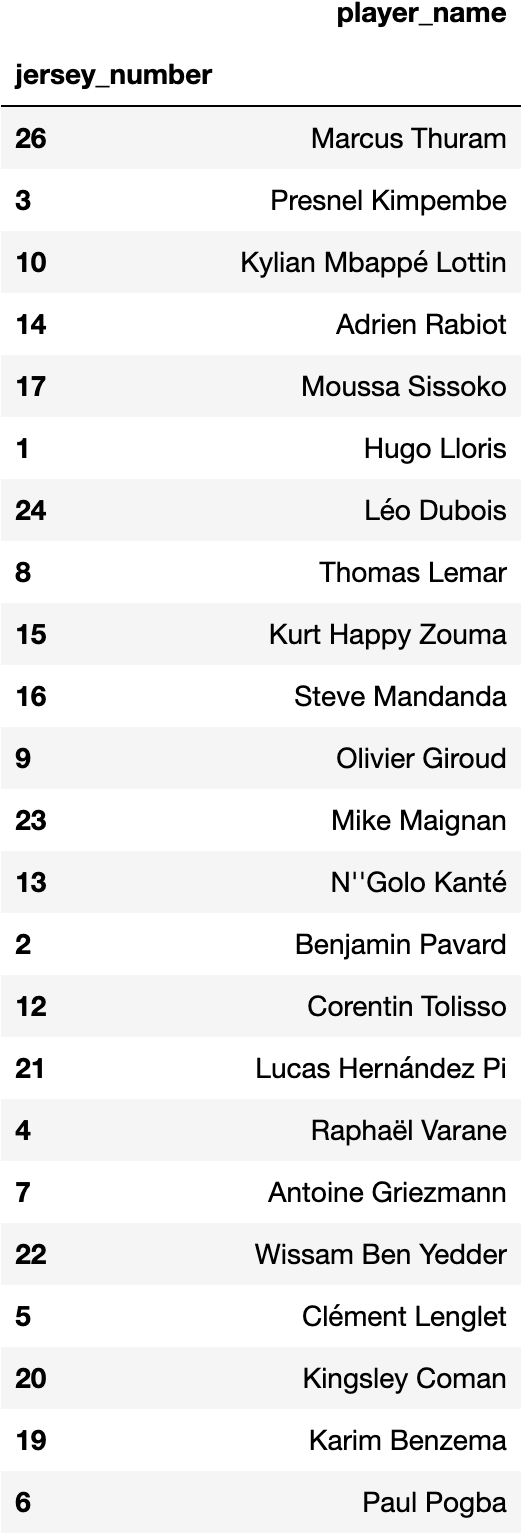 player_name
jersey_number
26 Marcus Thuram
3 Presnel Kimpembe
10 Kylian Mbappé Lottin
14 Adrien Rabiot
17 Moussa Sissoko
1 Hugo Lloris
24 Léo Dubois
8 Thomas Lemar
15 Kurt Happy Zouma
16 Steve Mandanda
9 Olivier Giroud
23 Mike Maignan
13 N''Golo Kanté
2 Benjamin Pavard
12 Corentin Tolisso
21 Lucas Hernández Pi
4 Raphaël Varane
7 Antoine Griezmann
22 Wissam Ben Yedder
5 Clément Lenglet
20 Kingsley Coman
19 Karim Benzema
6 Paul Pogba